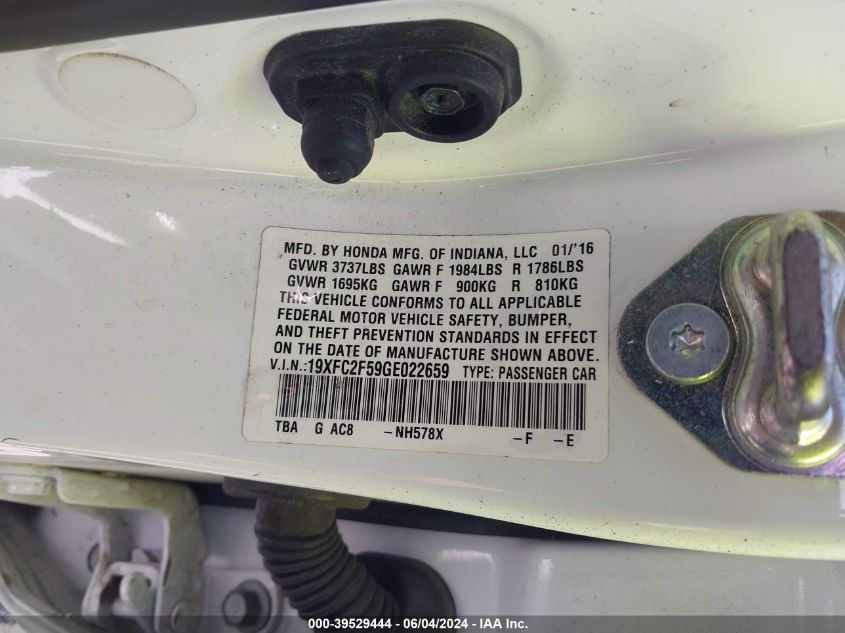 MFD. BY HONDA MFG. OF INDIANA, LLC 01/'16
GVWR 3737LBS GAWR F 1984LBS R 1786LBS
GVWR 1695KG GAWR F 900KG R 810KG
THIS VEHICLE CONFORMS TO ALL APPLICABLE
FEDERAL MOTOR VEHICLE SAFETY, BUMPER,
AND THEFT PREVENTION STANDARDS IN EFFECT
ON THE DATE OF MANUFACTURE SHOWN ABOVE.
V.I.N.:19XFC2F59GE022659 TYPE: PASSENGER CAR
TBA G AC8 -NH578X -F -E
000-39529444 - 06/04/2024 - IAA Inc.